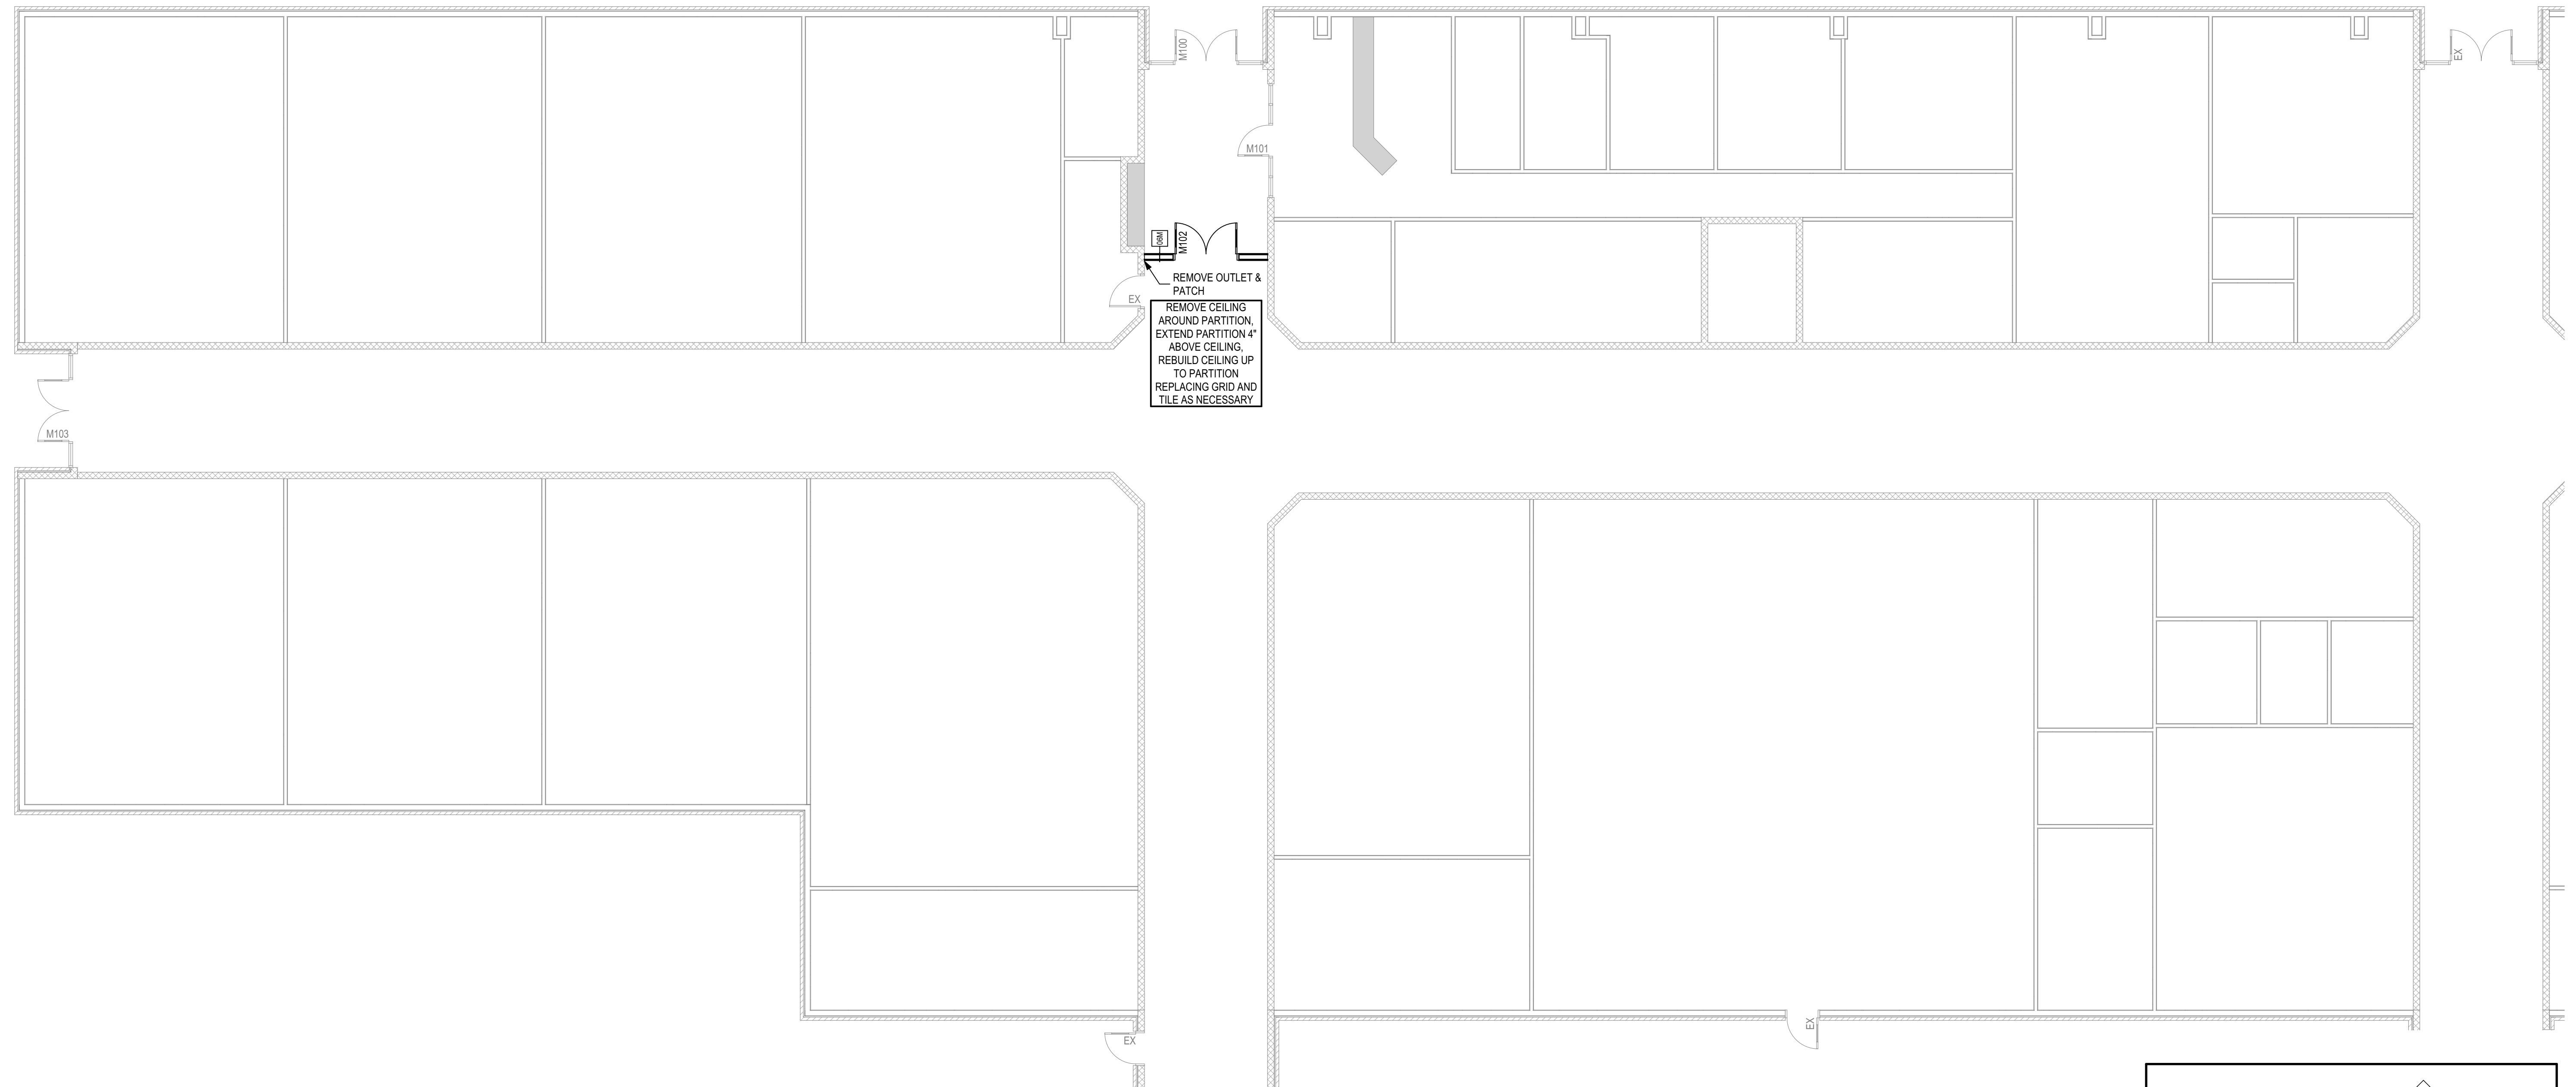 M100
EX
M101
06M
M102
REMOVE OUTLET &
PATCH
EX
REMOVE CEILING
AROUND PARTITION,
EXTEND PARTITION 4"
ABOVE CEILING,
REBUILD CEILING UP
TO PARTITION
REPLACING GRID AND
TILE AS NECESSARY
M103
EX
EX